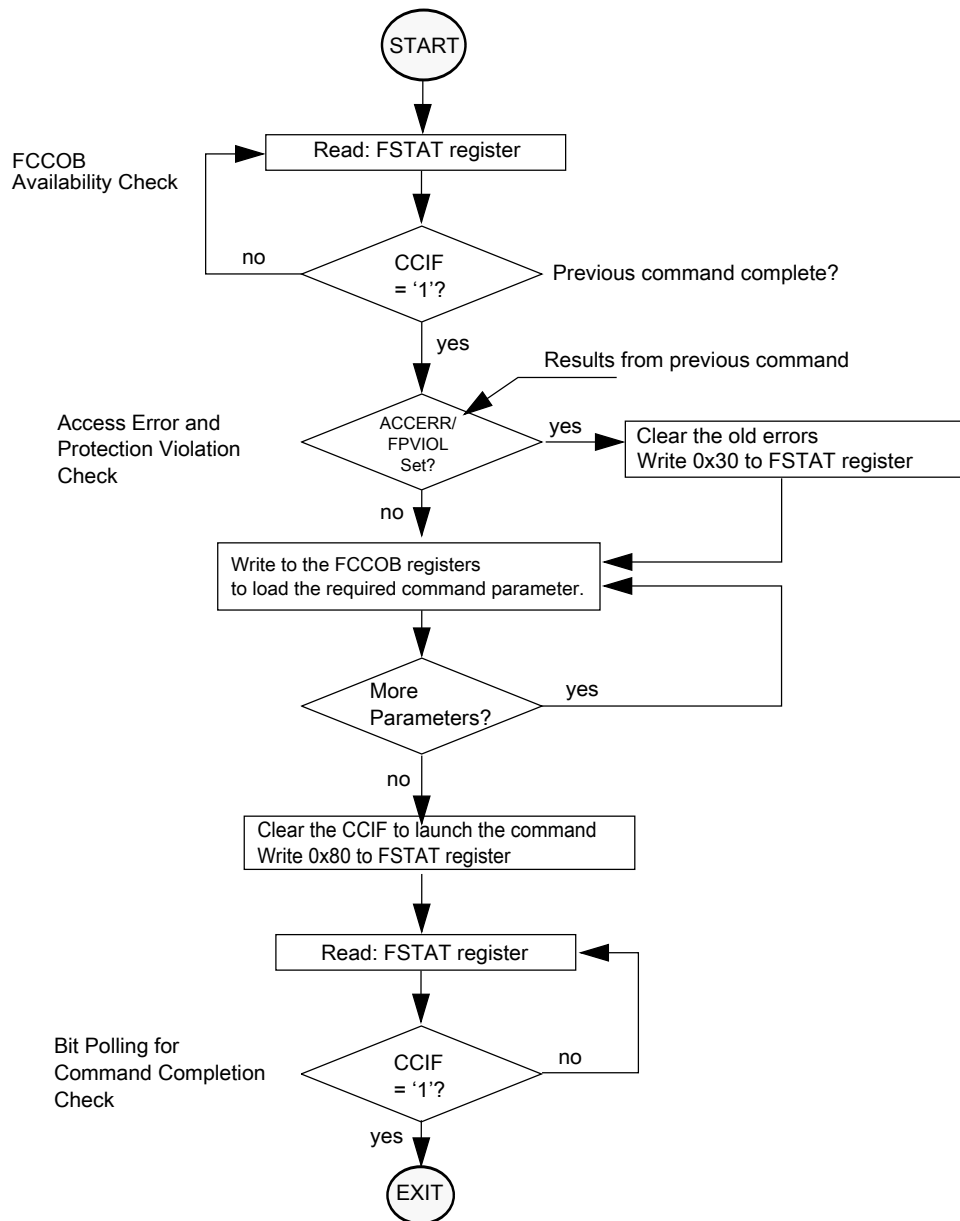 START
Read: FSTAT register
FCCOB
Availability Check
no
CCIF
= ‘1’?
Previous command complete?
yes
Results from previous command
Access Error and
Protection Violation
Check
ACCERR/
FPVIOL
Set?
yes
Clear the old errors
Write 0x30 to FSTAT register
no
Write to the FCCOB registers
to load the required command parameter.
More
Parameters?
yes
no
Clear the CCIF to launch the command
Write 0x80 to FSTAT register
Read: FSTAT register
Bit Polling for
Command Completion
Check
CCIF
= ‘1’?
no
yes
EXIT